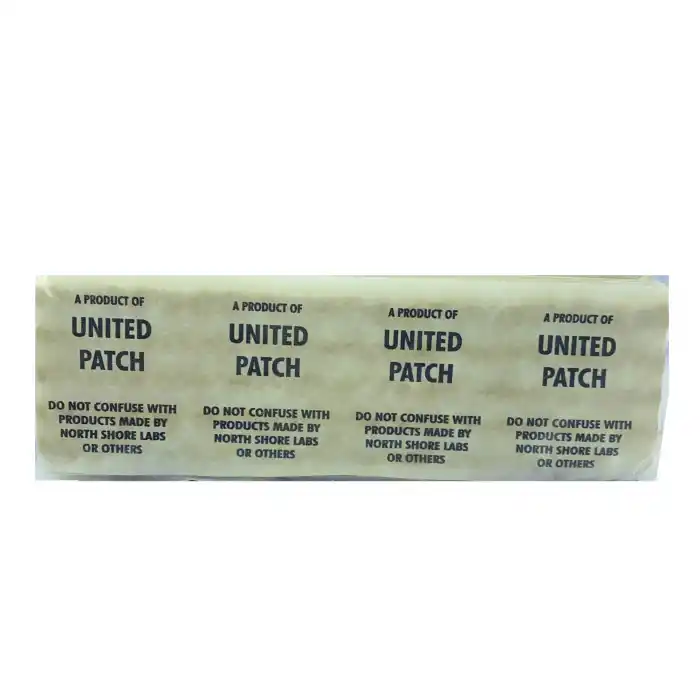 A PRODUCT OF
UNITED
PATCH
DO NOT CONFUSE WITH
PRODUCTS MADE BY
NORTH SHORE LABS
OR OTHERS
A PRODUCT OF
UNITED
PATCH
DO NOT CONFUSE WITH
PRODUCTS MADE BY
NORTH SHORE LABS
OR OTHERS
A PRODUCT OF
UNITED
PATCH
DO NOT CONFUSE WITH
PRODUCTS MADE BY
NORTH SHORE LABS
OR OTHERS
A PRODUCT OF
UNITED
PATCH
DO NOT CONFUSE WITH
PRODUCTS MADE BY
NORTH SHORE LABS
OR OTHERS